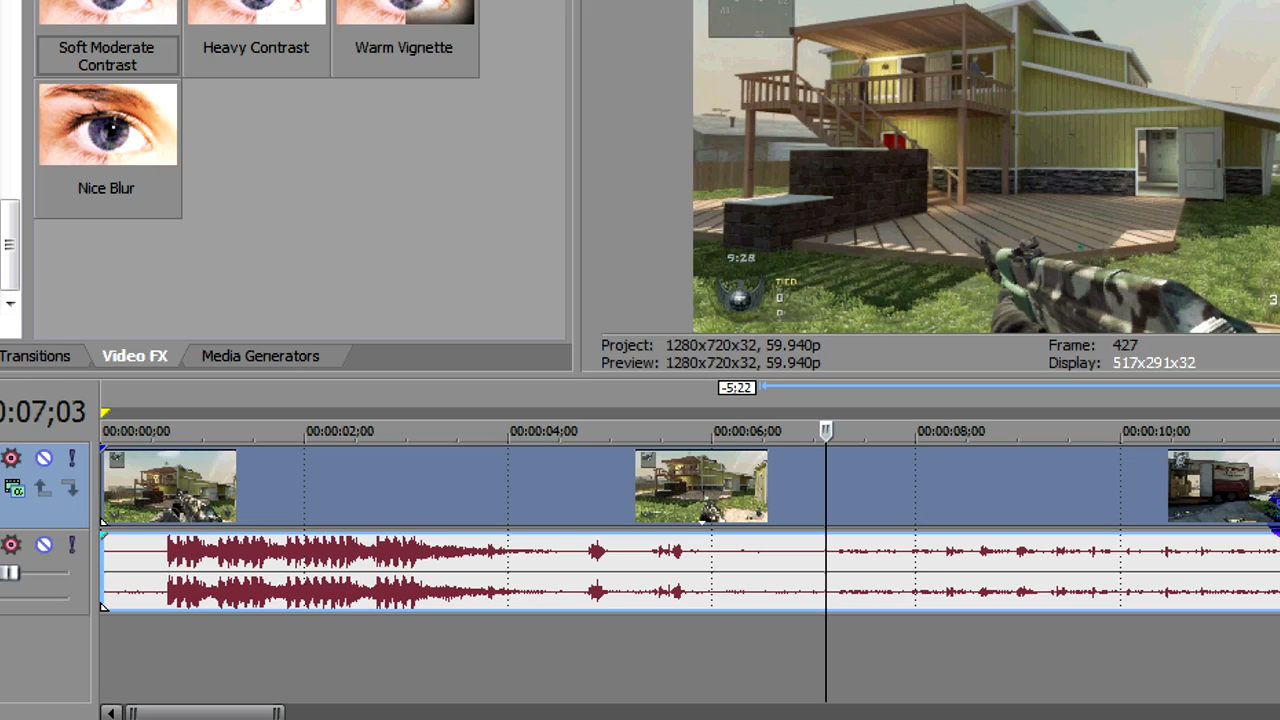 Soft Moderate
Contrast
Heavy Contrast
Warm Vignette
Nice Blur
9:28
TIED
0
3
Transitions
Video FX
Media Generators
Project: 1280x720x32, 59.940p
Preview: 1280x720x32, 59.940p
Frame: 427
Display: 517x291x32
-5;22
0:07;03
00:00:00;00
00:00:02;00
00:00:04;00
00:00:06;00
00:00:08;00
00:00:10;00